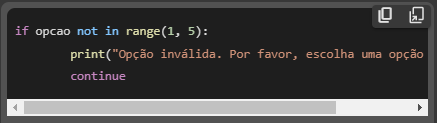 if opcao not in range(1, 5):
        print("Opção inválida. Por favor, escolha uma opção
        continue